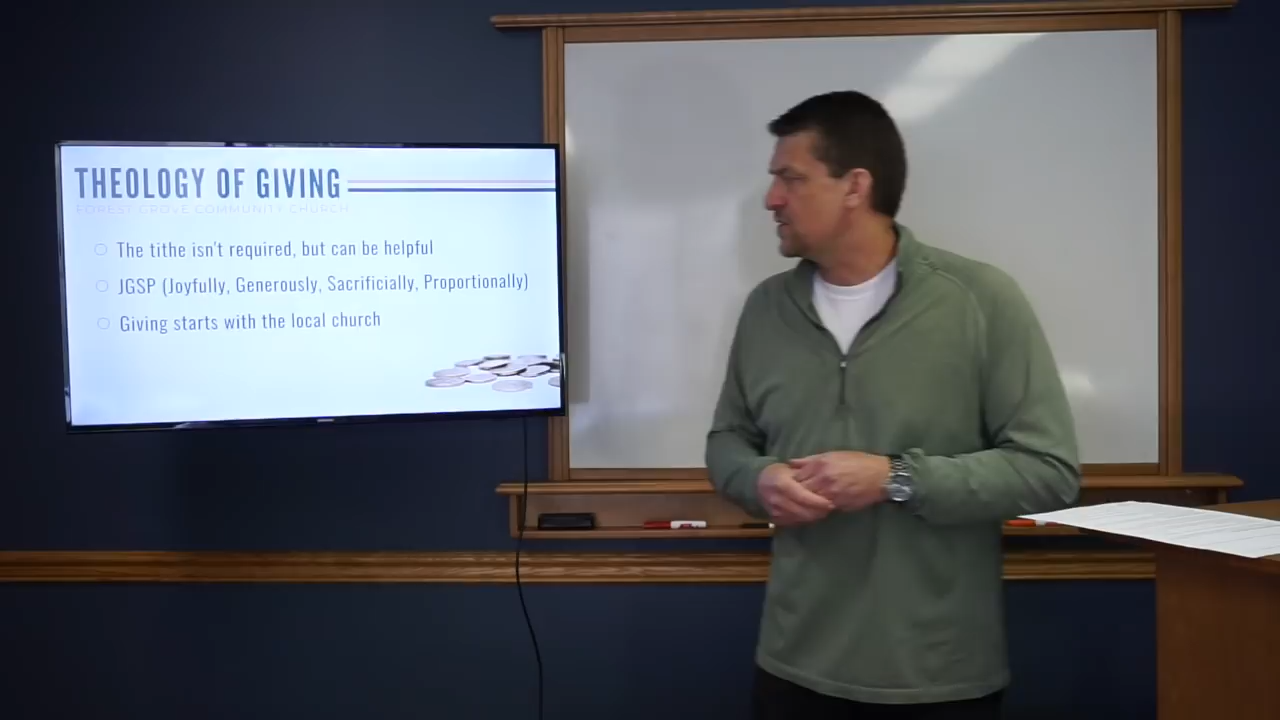 THEOLOGY OF GIVING
FOREST GROVE COMMUNITY CHURCH
The tithe isn't required, but can be helpful
JGSP (Joyfully, Generously, Sacrificially, Proportionally)
Giving starts with the local church